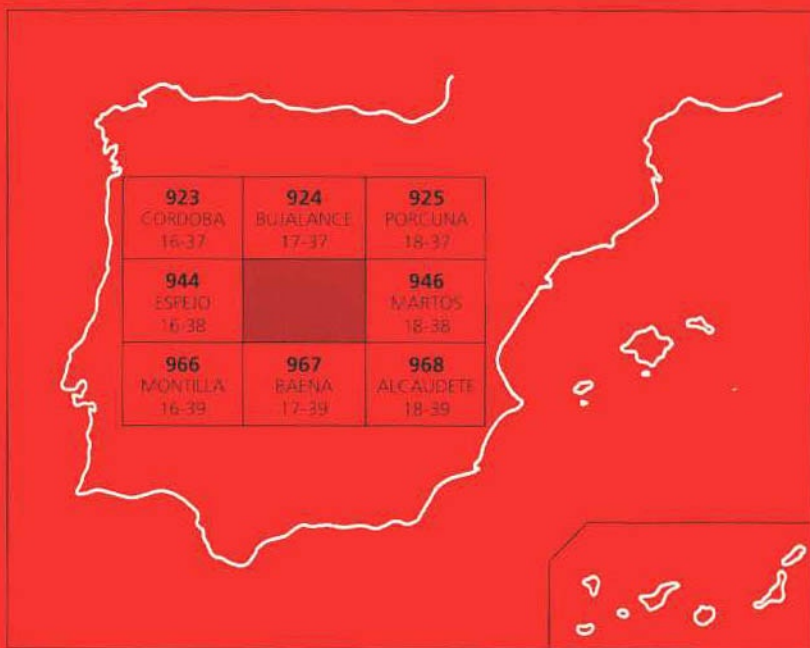 923
CORDOBA
16-37
924
BUJALANCE
17-37
925
PORCUNA
18-37
944
ESPEJO
16-38
946
MARTOS
18-38
966
MONTILLA
16-39
967
BAENA
17-39
968
ALCAUDETE
18-39